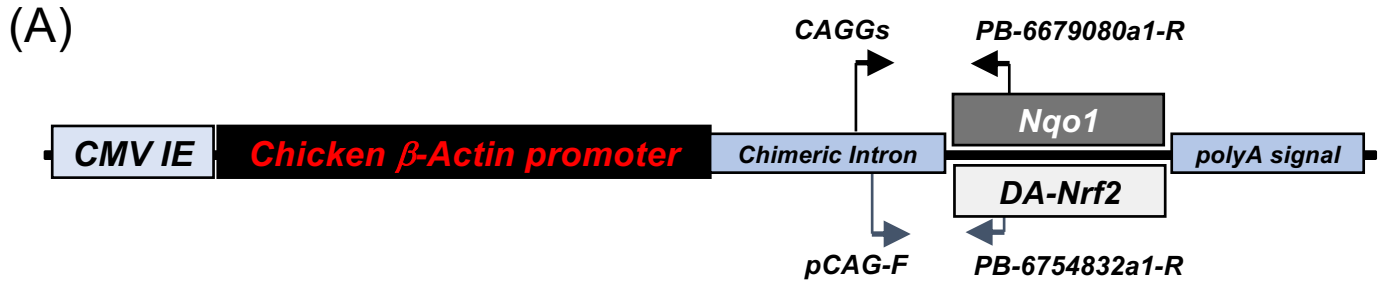 (A)
CAGGs PB-6679080a1-R
Nqo1
CMV IE Chicken β-Actin promoter Chimeric Intron polyA signal
DA-Nrf2
pCAG-F PB-6754832a1-R